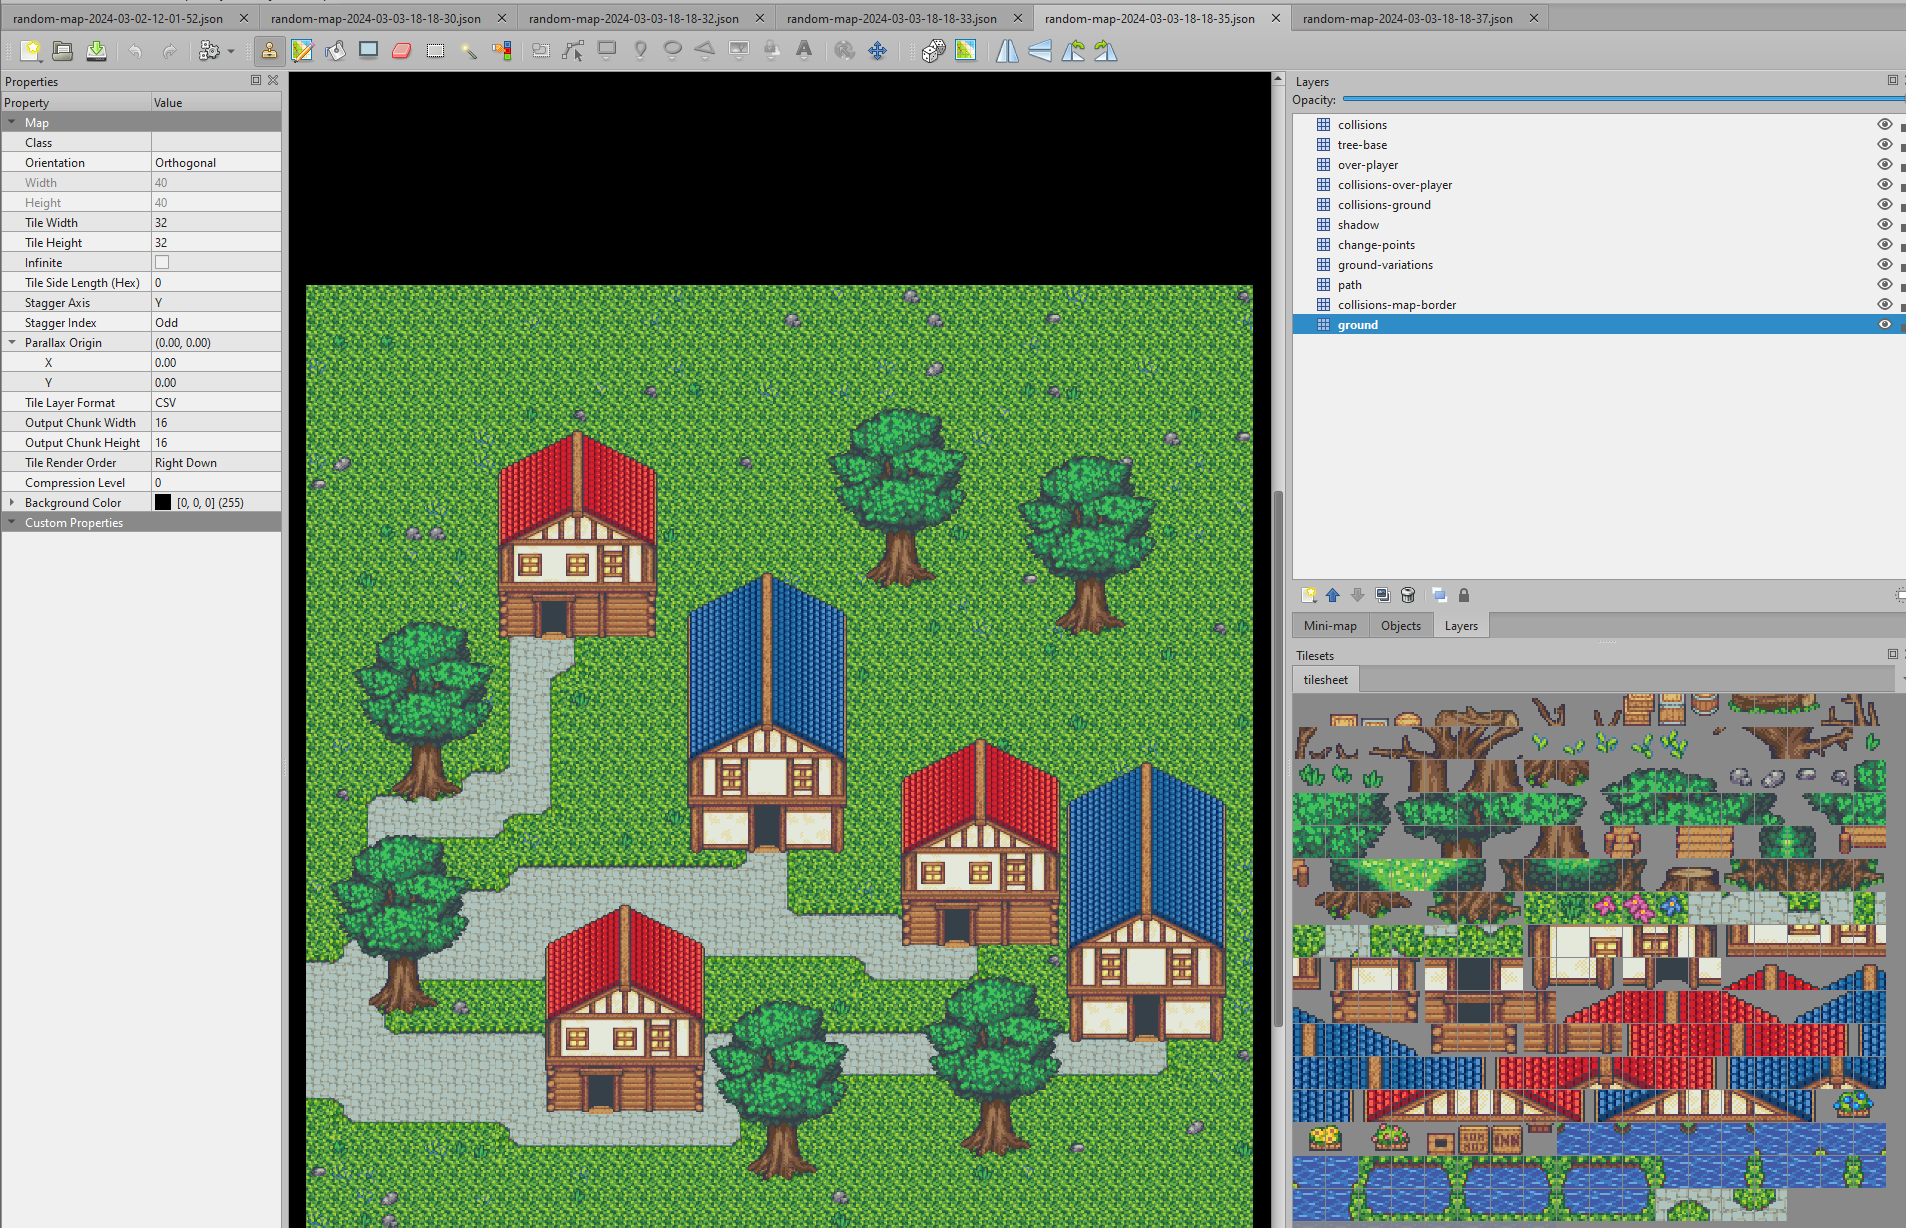 random-map-2024-03-02-12-01-52.json
random-map-2024-03-03-18-18-30.json
random-map-2024-03-03-18-18-32.json
random-map-2024-03-03-18-18-33.json
random-map-2024-03-03-18-18-35.json
random-map-2024-03-03-18-18-37.json
Properties
Property Value
Map
Class
Orientation Orthogonal
Width 40
Height 40
Tile Width 32
Tile Height 32
Infinite
Tile Side Length (Hex) 0
Stagger Axis Y
Stagger Index Odd
Parallax Origin (0.00, 0.00)
X 0.00
Y 0.00
Tile Layer Format CSV
Output Chunk Width 16
Output Chunk Height 16
Tile Render Order Right Down
Compression Level 0
Background Color [0, 0, 0] (255)
Custom Properties
Layers
Opacity:
collisions
tree-base
over-player
collisions-over-player
collisions-ground
shadow
change-points
ground-variations
path
collisions-map-border
ground
Mini-map Objects Layers
Tilesets
tilesheet
INN